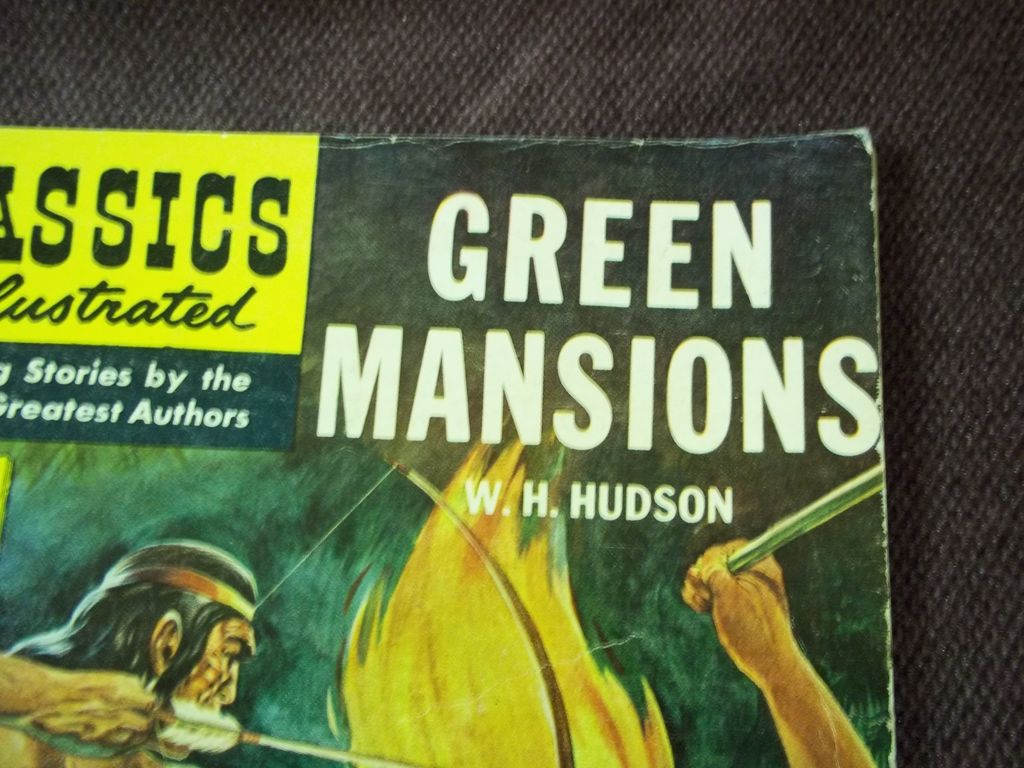 ASSICS
lustrated
g Stories by the
Greatest Authors
GREEN
MANSIONS
W. H. HUDSON